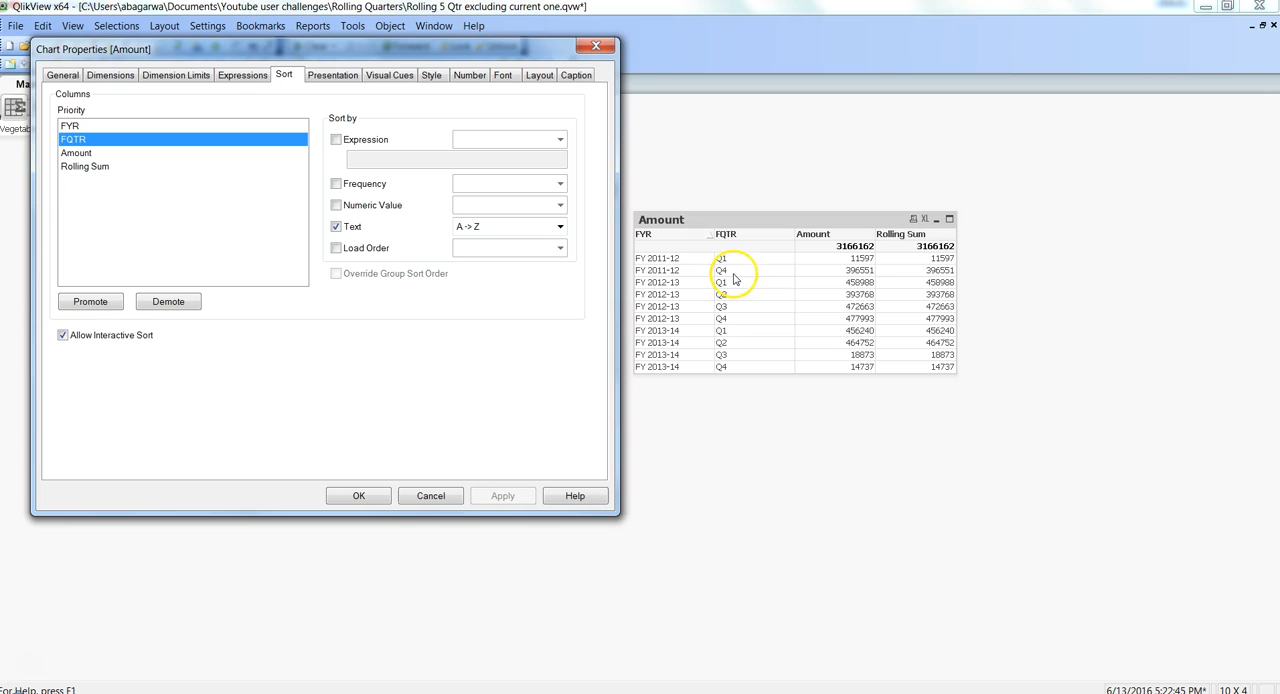 QlikView x64 - [C:\Users\abagarwa\Documents\Youtube user challenges\Rolling Quarters\Rolling 5 Qtr excluding current one.qvw*]
File Edit View Selections Layout Settings Bookmarks Reports Tools Object Window Help
Chart Properties [Amount]
General Dimensions Dimension Limits Expressions Sort Presentation Visual Cues Style Number Font Layout Caption
Ma
Vegetab
Columns
Priority
FYR
FQTR
Amount
Rolling Sum
Sort by
Expression
Frequency
Numeric Value
Text A -> Z
Load Order
Override Group Sort Order
Promote Demote
Allow Interactive Sort
OK Cancel Apply Help
Amount XL
FYR FQTR Amount Rolling Sum
3166162 3166162
FY 2011-12 Q1 11597 11597
FY 2011-12 Q4 396551 396551
FY 2012-13 Q1 458988 458988
FY 2012-13 Q2 393768 393768
FY 2012-13 Q3 472663 472663
FY 2012-13 Q4 477993 477993
FY 2013-14 Q1 456240 456240
FY 2013-14 Q2 464752 464752
FY 2013-14 Q3 18873 18873
FY 2013-14 Q4 14737 14737
For Help, press F1
6/13/2016 5:22:45 PM* 10 X 4